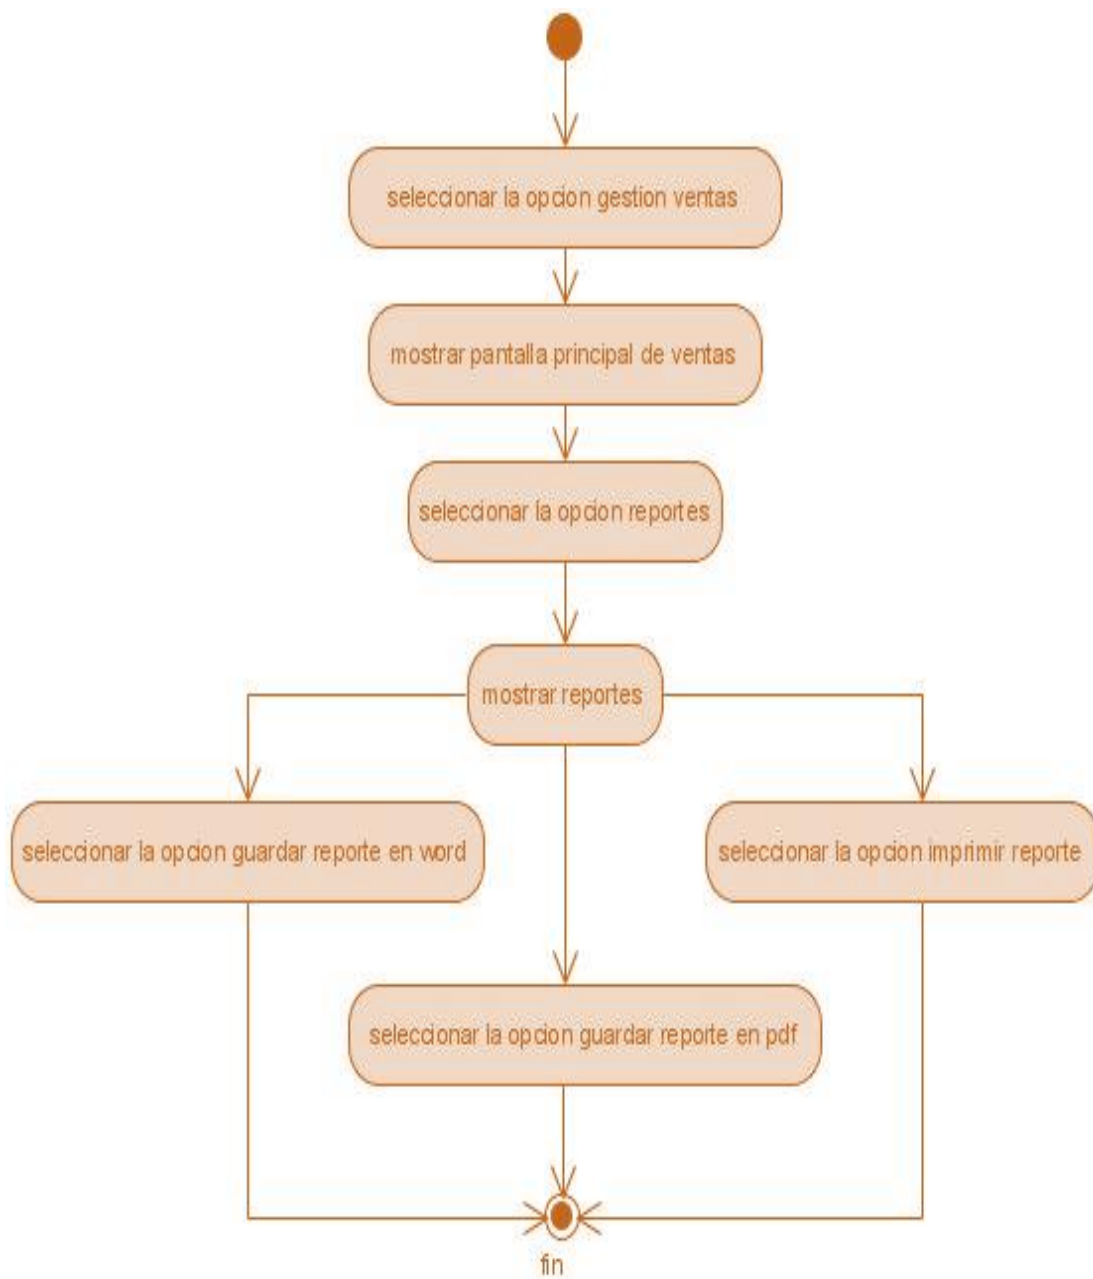 seleccionar la opcion gestion ventas
mostrar pantalla principal de ventas
seleccionar la opcion reportes
mostrar reportes
seleccionar la opcion guardar reporte en word
seleccionar la opcion imprimir reporte
seleccionar la opcion guardar reporte en pdf
fin